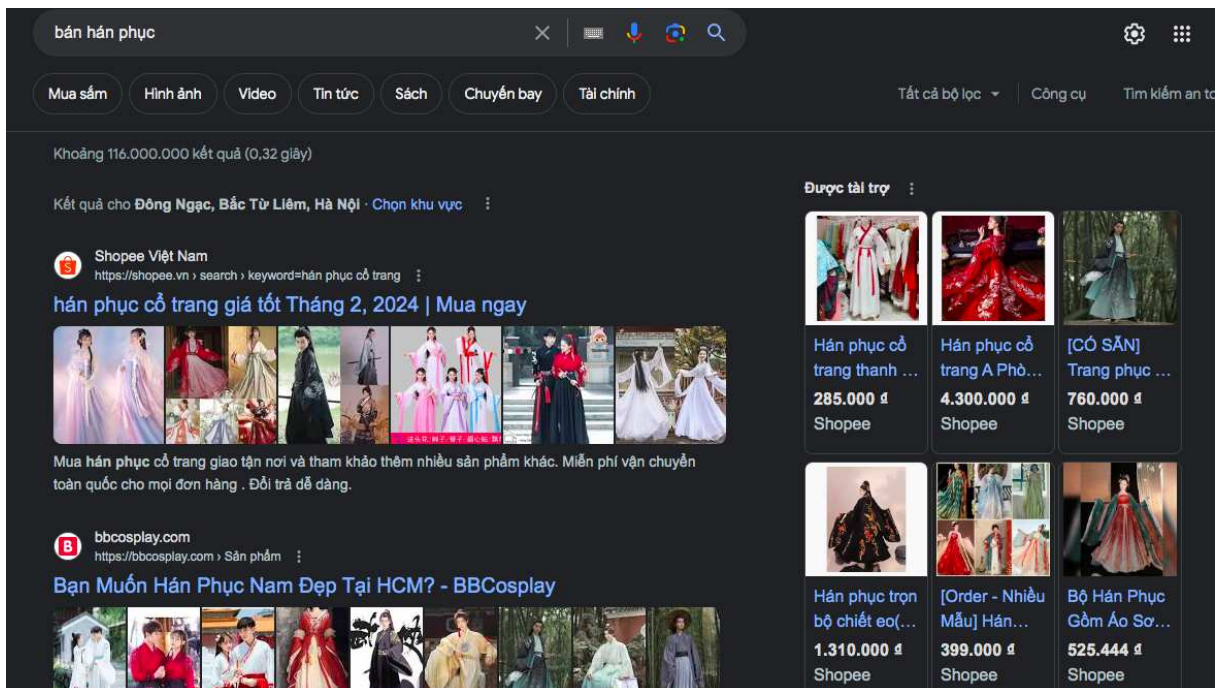 bán hán phục
Mua sắm
Hình ảnh
Video
Tin tức
Sách
Chuyến bay
Tài chính
Tất cả bộ lọc
Công cụ
Tìm kiếm an to
Khoảng 116.000.000 kết quả (0,32 giây)
Kết quả cho Đông Ngạc, Bắc Từ Liêm, Hà Nội · Chọn khu vực
Shopee Việt Nam
https://shopee.vn › search › keyword=hán phục cổ trang
hán phục cổ trang giá tốt Tháng 2, 2024 | Mua ngay
Mua hán phục cổ trang giao tận nơi và tham khảo thêm nhiều sản phẩm khác. Miễn phí vận chuyển
toàn quốc cho mọi đơn hàng . Đổi trả dễ dàng.
B
bbcosplay.com
https://bbcosplay.com › Sản phẩm
Bạn Muốn Hán Phục Nam Đẹp Tại HCM? - BBCosplay
Được tài trợ
Hán phục cổ
trang thanh ...
285.000 ₫
Shopee
Hán phục cổ
trang A Phò...
4.300.000 ₫
Shopee
[CÓ SẴN]
Trang phục ...
760.000 ₫
Shopee
Hán phục trọn
bộ chiết eo(...
1.310.000 ₫
Shopee
[Order - Nhiều
Mẫu] Hán...
399.000 ₫
Shopee
Bộ Hán Phục
Gồm Áo Sơ...
525.444 ₫
Shopee